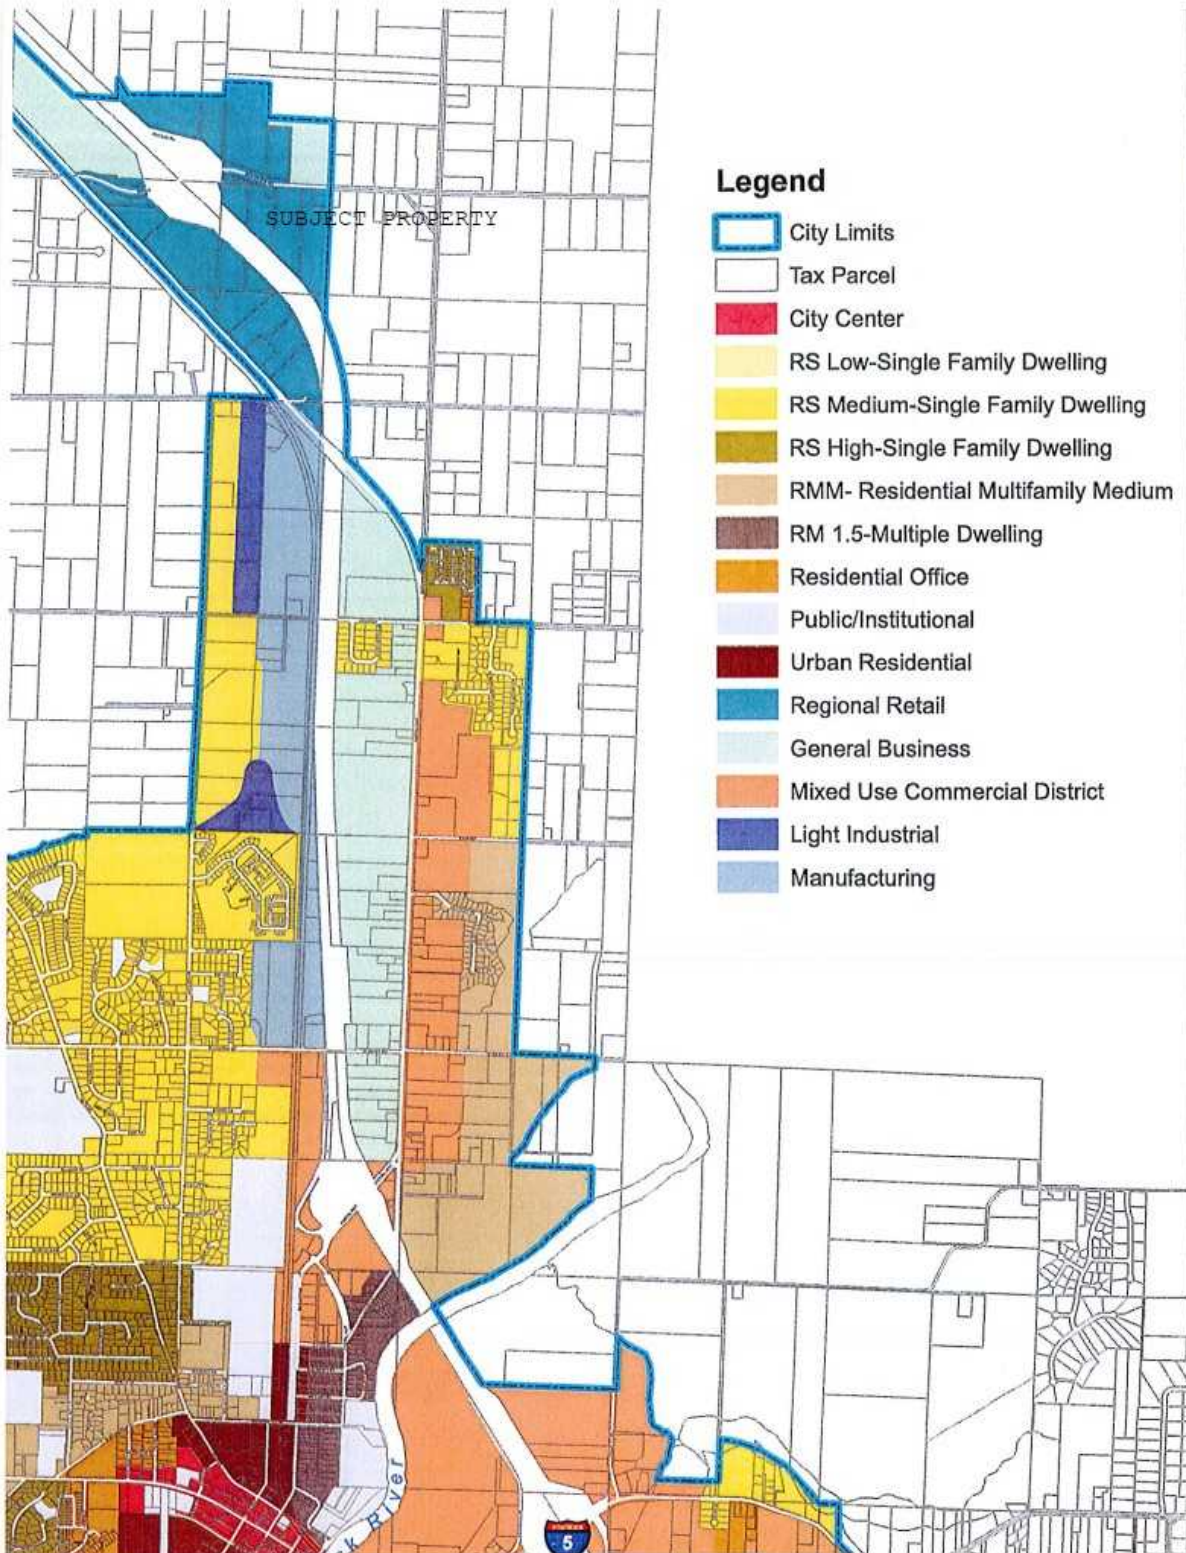 SUBJECT PROPERTY
Legend
City Limits
Tax Parcel
City Center
RS Low-Single Family Dwelling
RS Medium-Single Family Dwelling
RS High-Single Family Dwelling
RMM- Residential Multifamily Medium
RM 1.5-Multiple Dwelling
Residential Office
Public/Institutional
Urban Residential
Regional Retail
General Business
Mixed Use Commercial District
Light Industrial
Manufacturing
k River
5